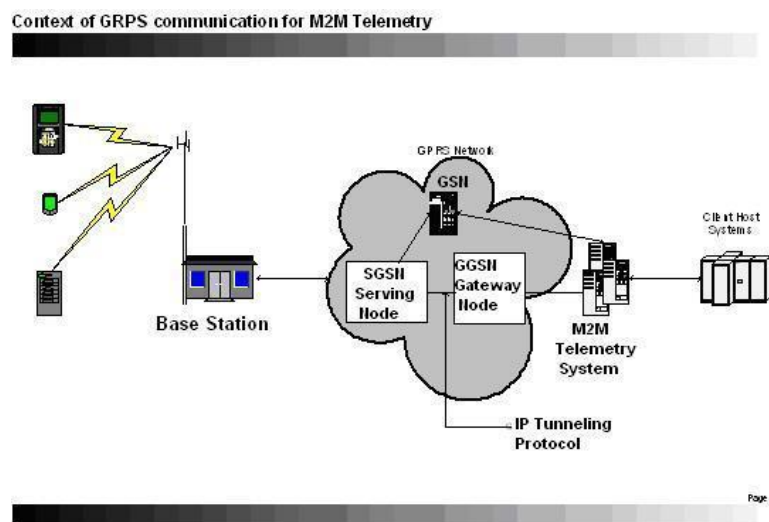 Context of GRPS communication for M2M Telemetry
GPRS Network
GSN
Client Host
Systems
SGSN
Serving
Node
GGSN
Gateway
Node
Base Station
M2M
Telemetry
System
IP Tunneling
Protocol
Page